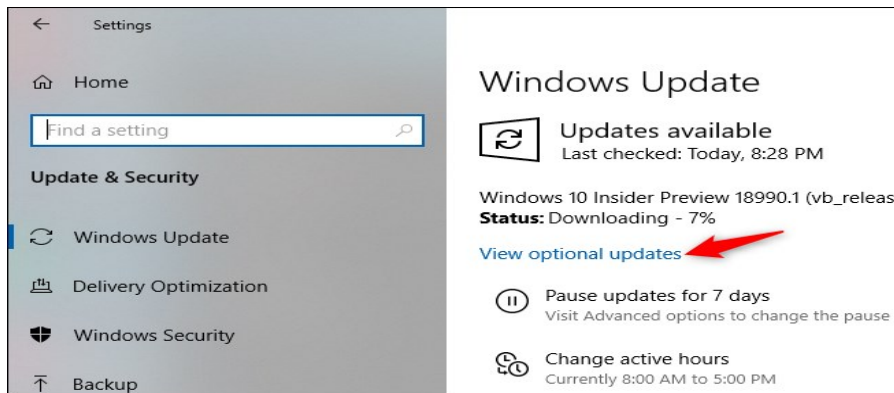 Settings
Home
Find a setting
Update & Security
Windows Update
Delivery Optimization
Windows Security
Backup
Windows Update
Updates available
Last checked: Today, 8:28 PM
Windows 10 Insider Preview 18990.1 (vb_releas
Status: Downloading - 7%
View optional updates
Pause updates for 7 days
Visit Advanced options to change the pause
Change active hours
Currently 8:00 AM to 5:00 PM